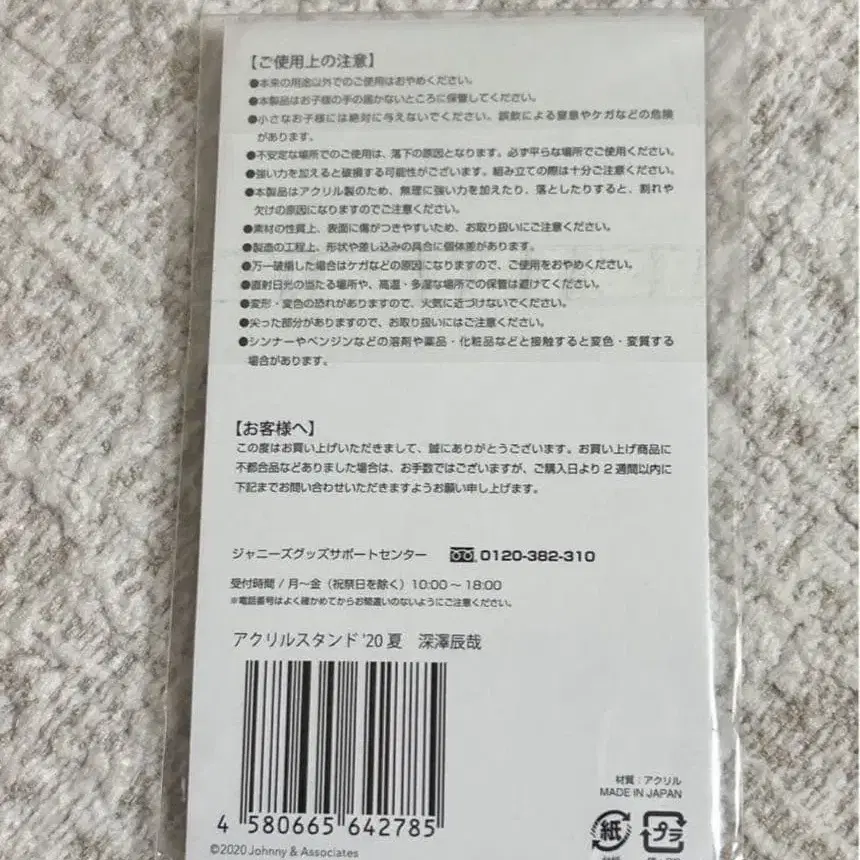 【ご使用上の注意】
●本来の用途以外でのご使用はおやめください。
●本製品はお子様の手の届かないところに保管してください。
●小さなお子様には絶対に与えないでください。誤飲による窒息やケガなどの危険
があります。
●不安定な場所でのご使用は、落下の原因となります。必ず平らな場所でご使用ください。
●強い力を加えると破損する可能性がございます。組み立ての際は十分ご注意ください。
●本製品はアクリル製のため、無理に強い力を加えたり、落としたりすると、割れや
欠けの原因になりますのでご注意ください。
●素材の性質上、表面に傷がつきやすいため、お取り扱いにご注意ください。
●製造の工程上、形状や差し込みの具合に個体差があります。
●万一破損した場合はケガなどの原因になりますので、ご使用をおやめください。
●直射日光の当たる場所や、高温・多湿な場所での保管は避けてください。
●変形・変色の恐れがありますので、火気に近づけないでください。
●尖った部分がありますので、お取り扱いにはご注意ください。
●シンナーやベンジンなどの溶剤や薬品・化粧品などと接触すると変色・変質する
場合があります。
【お客様へ】
この度はお買い上げいただきまして、誠にありがとうございます。お買い上げ商品に
不都合品などありました場合は、お手数ではございますが、ご購入日より2週間以内に
下記までお問い合わせいただきますようお願い申し上げます。
ジャニーズグッズサポートセンター 0120-382-310
受付時間/月~金(祝祭日を除く)10:00~18:00
※電話番号はよく確かめてからお間違いのないようにご注意ください。
アクリルスタンド '20 夏 深澤辰哉
4 580665 642785
©2020 Johnny & Associates
材質:アクリル
MADE IN JAPAN
紙 プラ